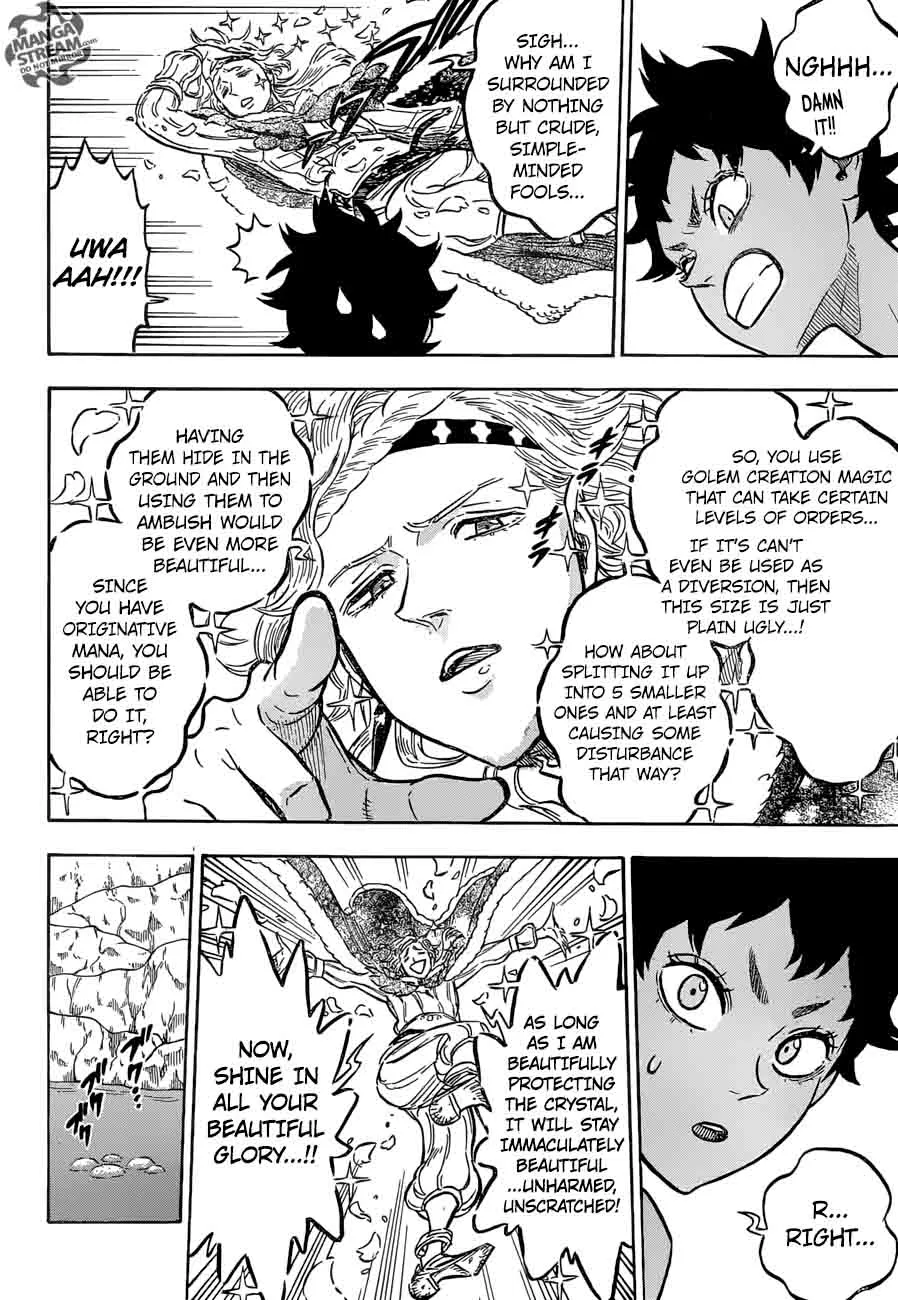 MANGA
STREAM.com
DO NOT MIRROR
NGHHH...
DAMN
IT!!
SIGH...
WHY AM I
SURROUNDED
BY NOTHING
BUT CRUDE,
SIMPLE-
MINDED
FOOLS...
UWA
AAH!!!
SO, YOU USE
GOLEM CREATION MAGIC
THAT CAN TAKE CERTAIN
LEVELS OF ORDERS...
IF IT'S CAN'T
EVEN BE USED AS
A DIVERSION, THEN
THIS SIZE IS JUST
PLAIN UGLY...!
HOW ABOUT
SPLITTING IT UP
INTO 5 SMALLER
ONES AND AT LEAST
CAUSING SOME
DISTURBANCE
THAT WAY?
HAVING
THEM HIDE IN THE
GROUND AND THEN
USING THEM TO
AMBUSH WOULD
BE EVEN MORE
BEAUTIFUL...
SINCE
YOU HAVE
ORIGINATIVE
MANA, YOU
SHOULD BE
ABLE TO
DO IT,
RIGHT?
R...
RIGHT...
AS LONG
AS I AM
BEAUTIFULLY
PROTECTING
THE CRYSTAL,
IT WILL STAY
IMMACULATELY
BEAUTIFUL
...UNHARMED,
UNSCRATCHED!
NOW,
SHINE IN
ALL YOUR
BEAUTIFUL
GLORY...!!